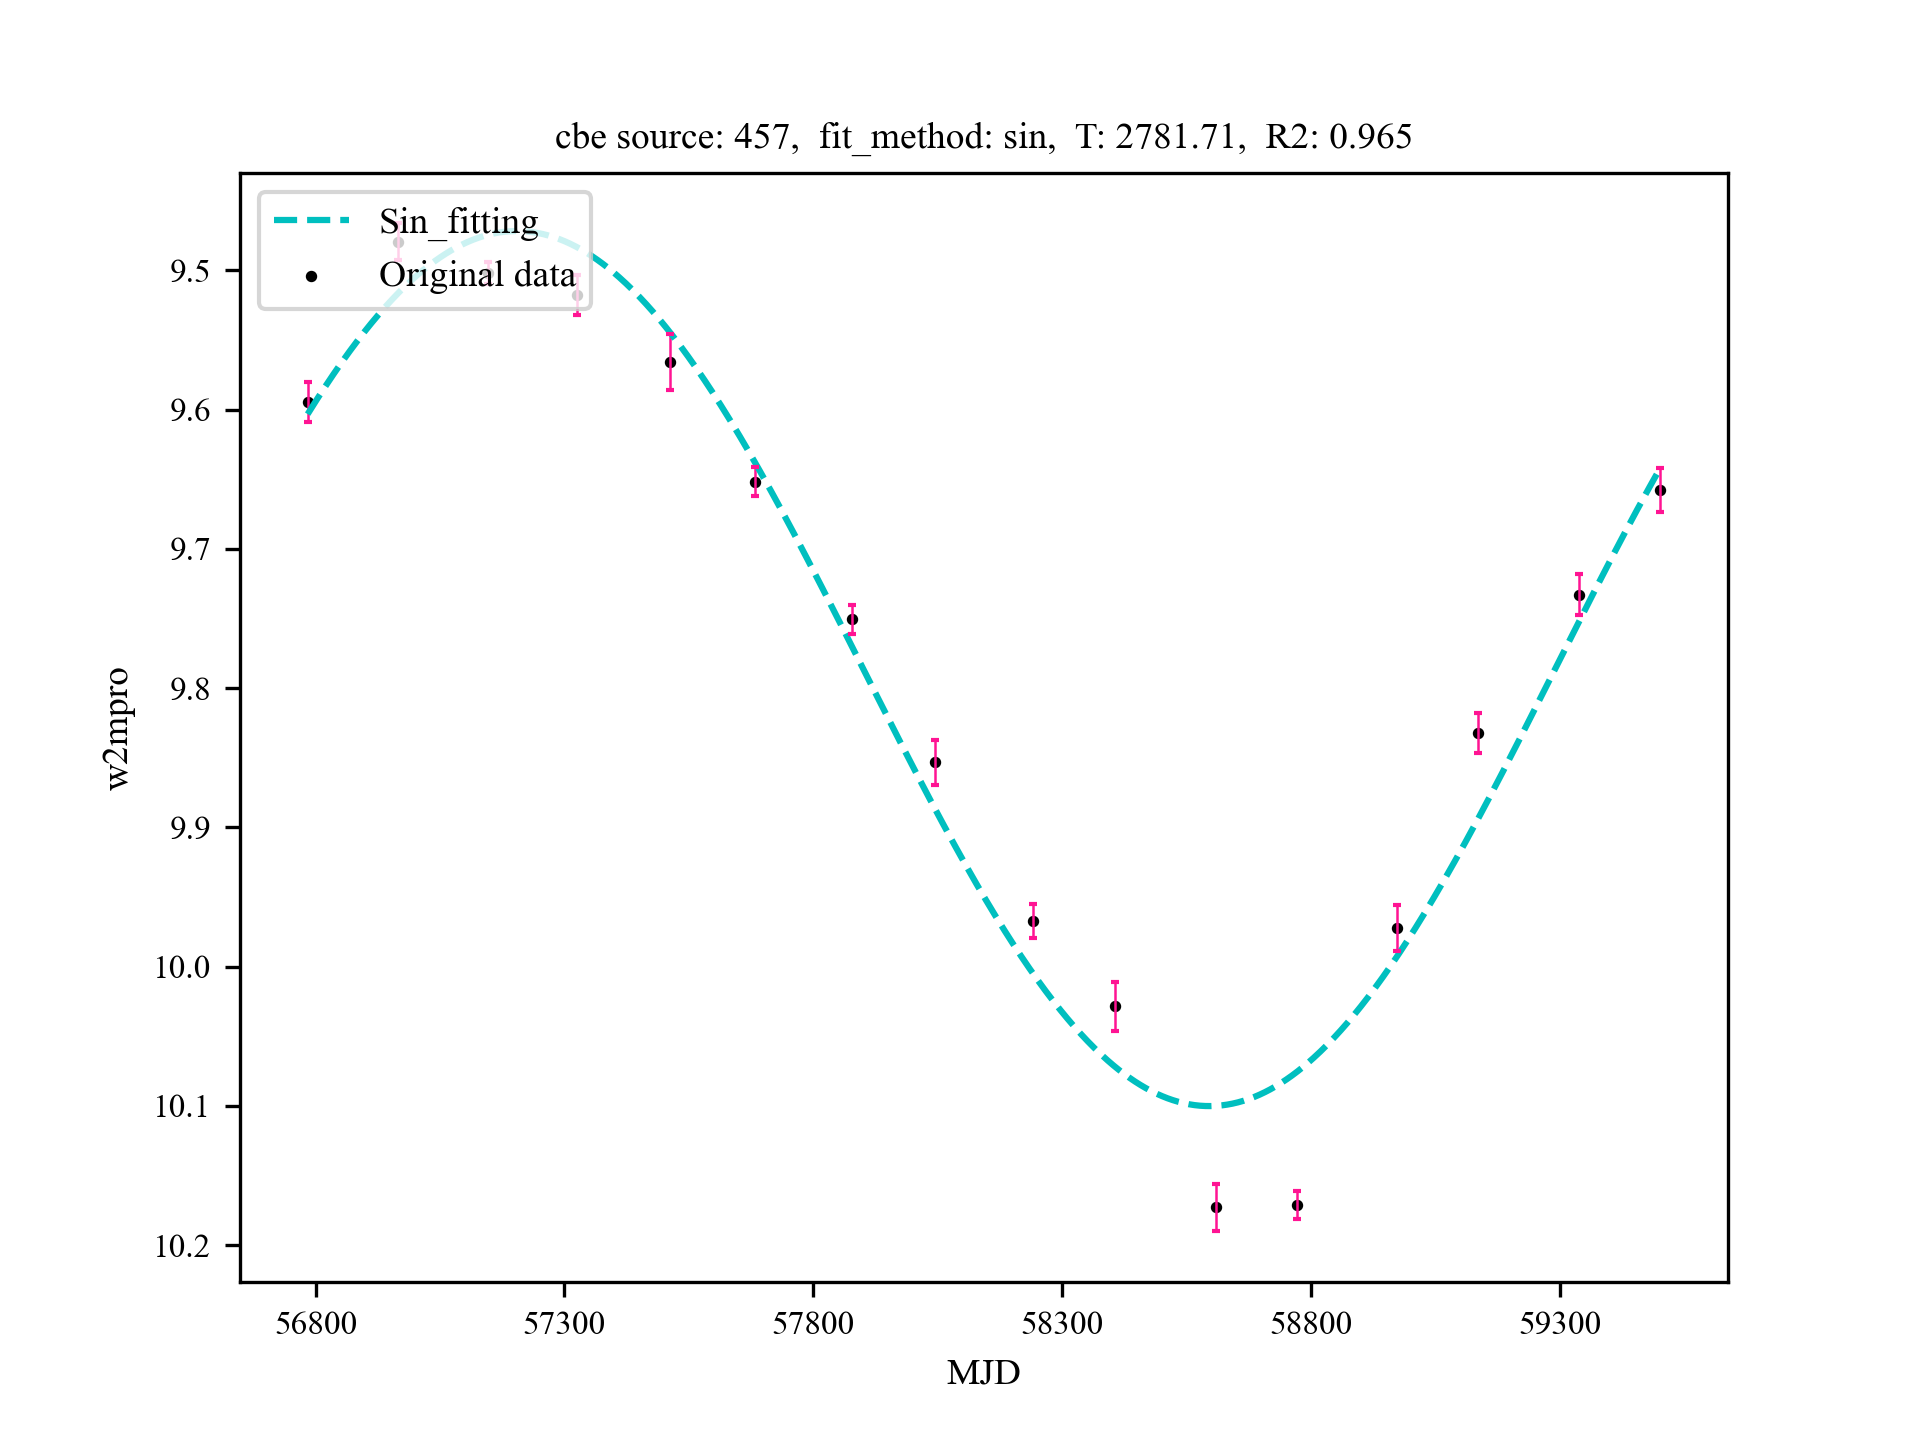 cbe source: 457,  fit_method: sin,  T: 2781.71,  R2: 0.965
Sin_fitting
Original data
9.5
9.6
9.7
9.8
9.9
10.0
10.1
10.2
w2mpro
56800
57300
57800
58300
58800
59300
MJD